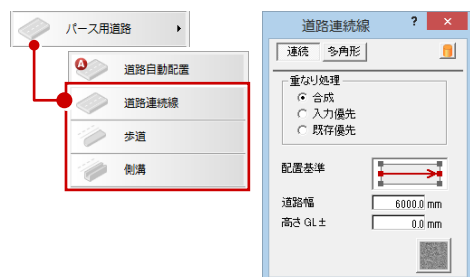 パース用道路
A
道路自動配置
道路連続線
歩道
側溝
道路連続線
?
×
連続
多角形
重なり処理
合成
入力優先
既存優先
配置基準
道路幅 6000.0 mm
高さ GL± 0.0 mm